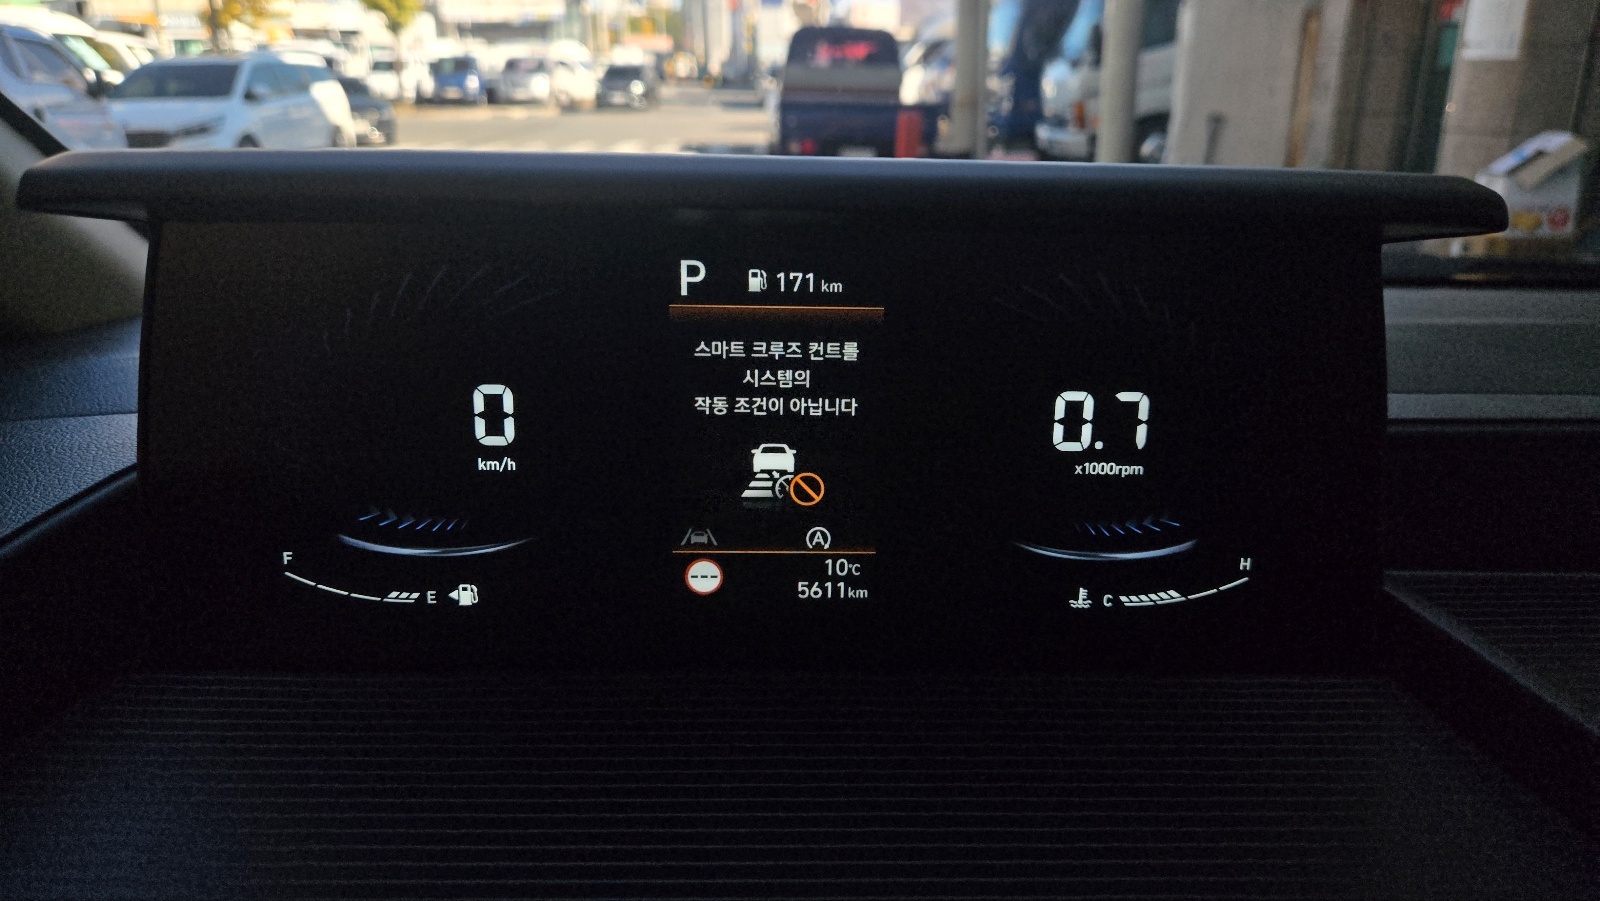 P 171 km
스마트 크루즈 컨트롤
시스템의
작동 조건이 아닙니다
0
km/h
0.7
x1000rpm
A
F
E
---
10℃
5611km
H
C